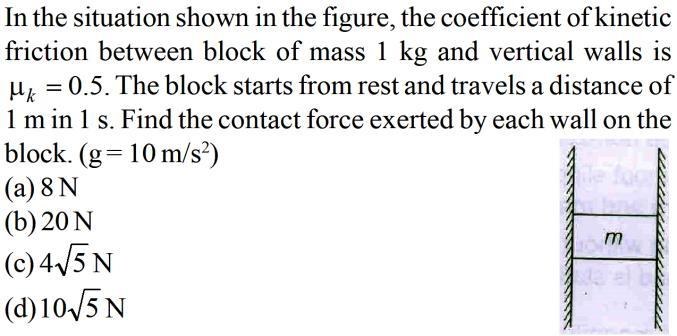 In the situation shown in the figure, the coefficient of kinetic
friction between block of mass 1 kg and vertical walls is
μₖ = 0.5. The block starts from rest and travels a distance of
1 m in 1 s. Find the contact force exerted by each wall on the
block. (g = 10 m/s²)
(a) 8 N
(b) 20 N
(c) 4√5 N
(d) 10√5 N
m